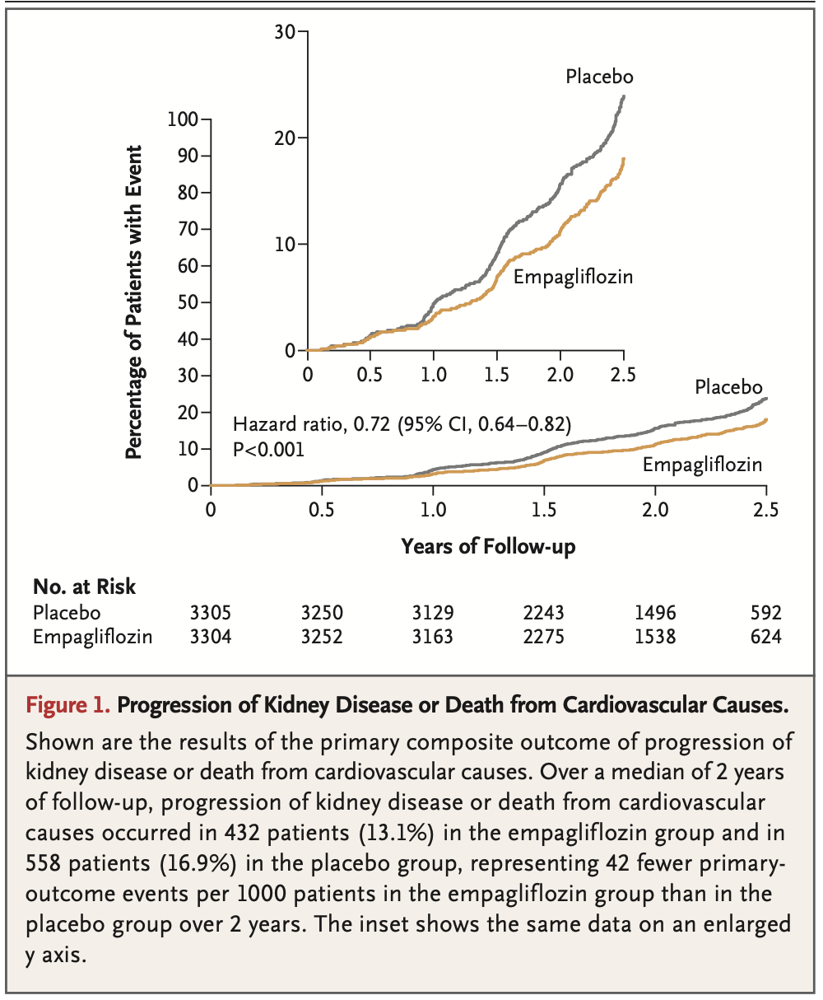 30
20
10
0
0 0.5 1.0 1.5 2.0 2.5
Placebo
Empagliflozin
Percentage of Patients with Event
100
90
80
70
60
50
40
30
20
10
0
0 0.5 1.0 1.5 2.0 2.5
Placebo
Empagliflozin
Hazard ratio, 0.72 (95% CI, 0.64–0.82)
P<0.001
Years of Follow-up
No. at Risk
Placebo 3305 3250 3129 2243 1496 592
Empagliflozin 3304 3252 3163 2275 1538 624
Figure 1. Progression of Kidney Disease or Death from Cardiovascular Causes.
Shown are the results of the primary composite outcome of progression of
kidney disease or death from cardiovascular causes. Over a median of 2 years
of follow-up, progression of kidney disease or death from cardiovascular
causes occurred in 432 patients (13.1%) in the empagliflozin group and in
558 patients (16.9%) in the placebo group, representing 42 fewer primary-
outcome events per 1000 patients in the empagliflozin group than in the
placebo group over 2 years. The inset shows the same data on an enlarged
y axis.